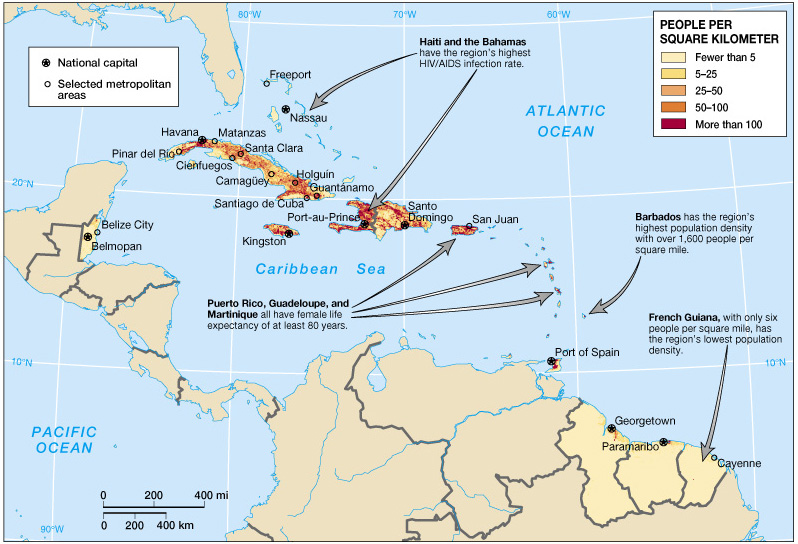 80°W
70°W
60°W
PEOPLE PER
SQUARE KILOMETER
Fewer than 5
5–25
25–50
50–100
More than 100
National capital
Selected metropolitan
areas
Haiti and the Bahamas
have the region's highest
HIV/AIDS infection rate.
Freeport
Nassau
ATLANTIC
OCEAN
Havana
Matanzas
Pinar del Río
Santa Clara
Cienfuegos
Camagüey
Holguín
Guantánamo
20°N
20°N
Santiago de Cuba
Santo
Domingo
Port-au-Prince
San Juan
Kingston
Belize City
Belmopan
Barbados has the region's
highest population density
with over 1,600 people per
square mile.
Caribbean Sea
Puerto Rico, Guadeloupe, and
Martinique all have female life
expectancy of at least 80 years.
French Guiana, with only six
people per square mile, has
the region's lowest population
density.
Port of Spain
10°N
10°N
Georgetown
Paramaribo
Cayenne
PACIFIC
OCEAN
0 200 400 mi
0 200 400 km
90°W